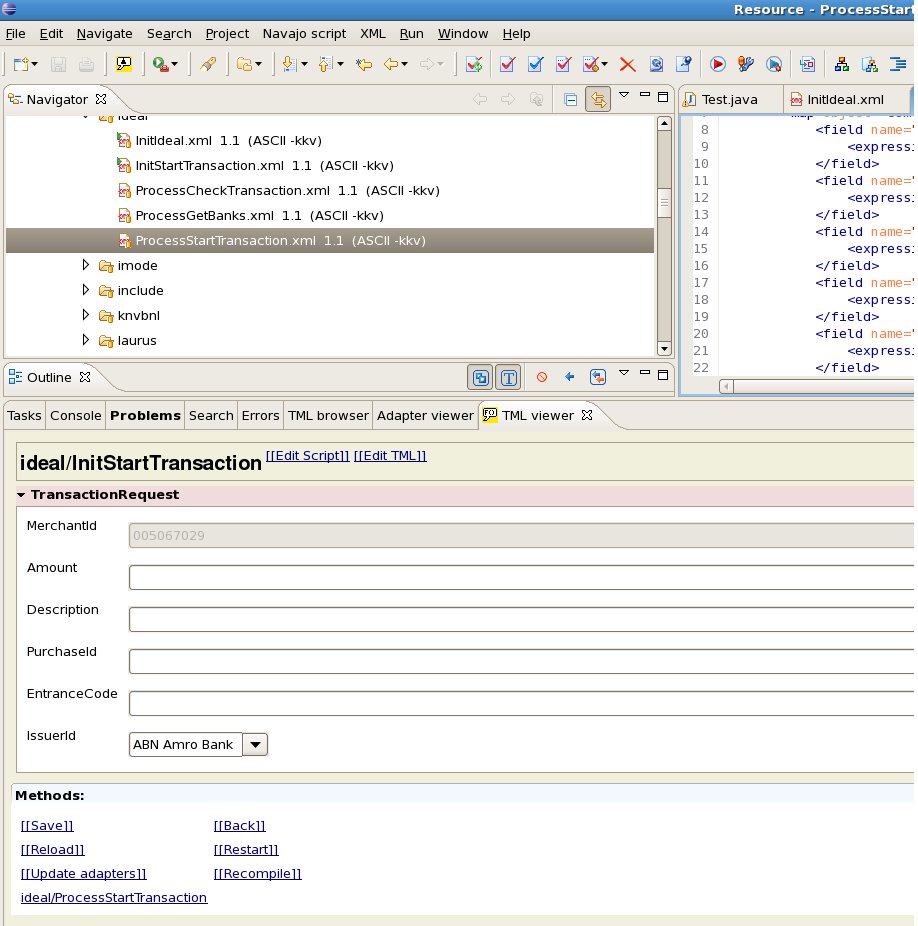 Resource - ProcessStart
File Edit Navigate Search Project Navajo script XML Run Window Help
Navigator
Test.java
InitIdeal.xml
ideal
InitIdeal.xml 1.1 (ASCII -kkv)
InitStartTransaction.xml 1.1 (ASCII -kkv)
ProcessCheckTransaction.xml 1.1 (ASCII -kkv)
ProcessGetBanks.xml 1.1 (ASCII -kkv)
ProcessStartTransaction.xml 1.1 (ASCII -kkv)
imode
include
knvbnl
laurus
8 <field name="
9 <expressi
10 </field>
11 <field name="
12 <expressi
13 </field>
14 <field name="
15 <expressi
16 </field>
17 <field name="
18 <expressi
19 </field>
20 <field name="
21 <expressi
22 </field>
Outline
Tasks Console Problems Search Errors TML browser Adapter viewer TML viewer
ideal/InitStartTransaction [[Edit Script]] [[Edit TML]]
TransactionRequest
MerchantId 005067029
Amount
Description
PurchaseId
EntranceCode
IssuerId ABN Amro Bank
Methods:
[[Save]] [[Back]]
[[Reload]] [[Restart]]
[[Update adapters]] [[Recompile]]
ideal/ProcessStartTransaction